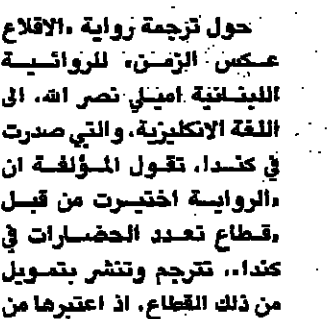 حول ترجمة رواية «الاقلاع
عكس الزمن» للروائية
اللبنانية اميلي نصر الله، الى
اللغة الانكليزية، والتي صدرت
في كندا، تقول المؤلفة ان
«الرواية اختيرت من قبل
«قطاع تعدد الحضارات في
كندا»، تترجم وتنشر بتمويل
من ذلك القطاع، اذ اعتبرها من